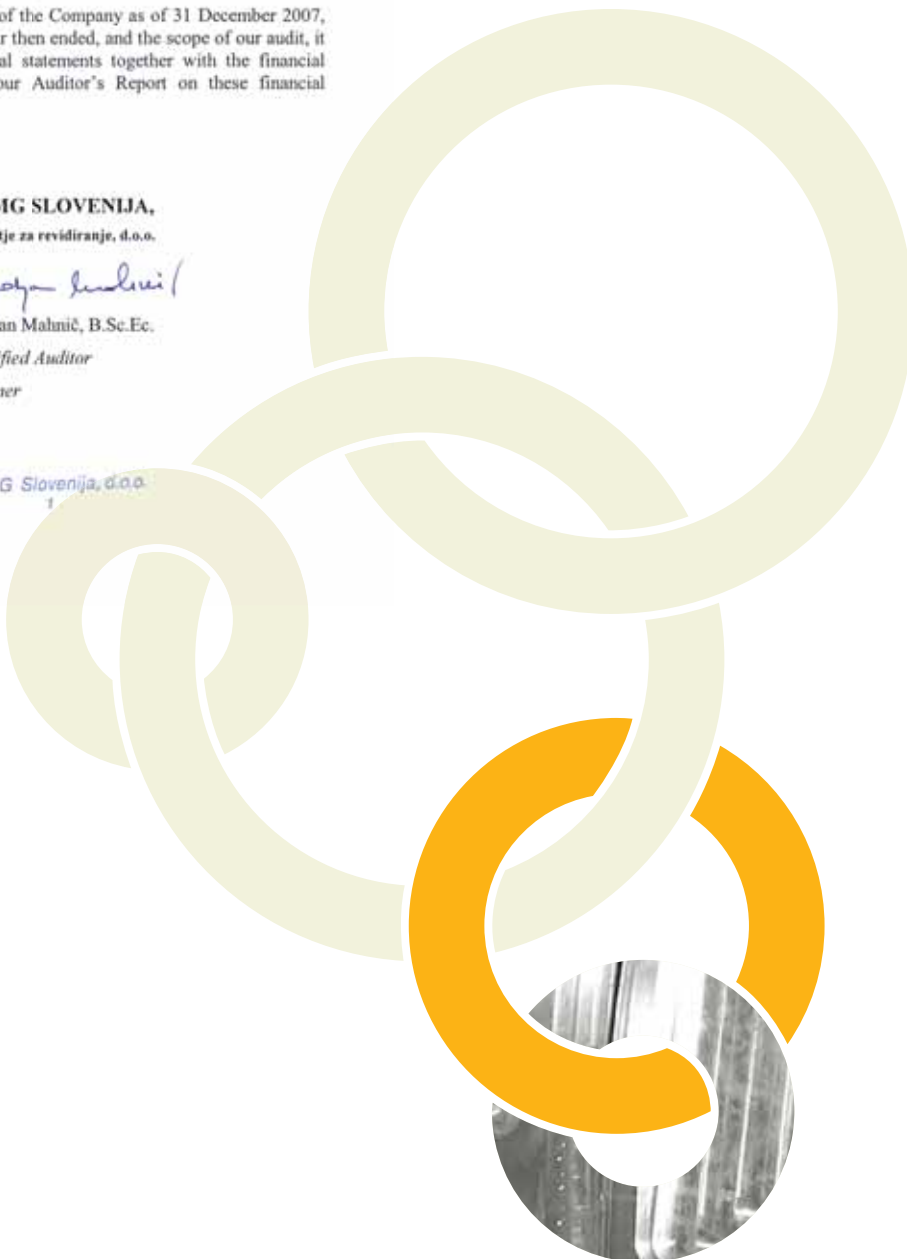 of the Company as of 31 December 2007,
r then ended, and the scope of our audit, it
al statements together with the financial
our Auditor's Report on these financial
MG SLOVENIJA,
tje za revidiranje, d.o.o.
an Mahnič, B.Sc.Ec.
fied Auditor
ner
G Slovenija, d.o.o.
1